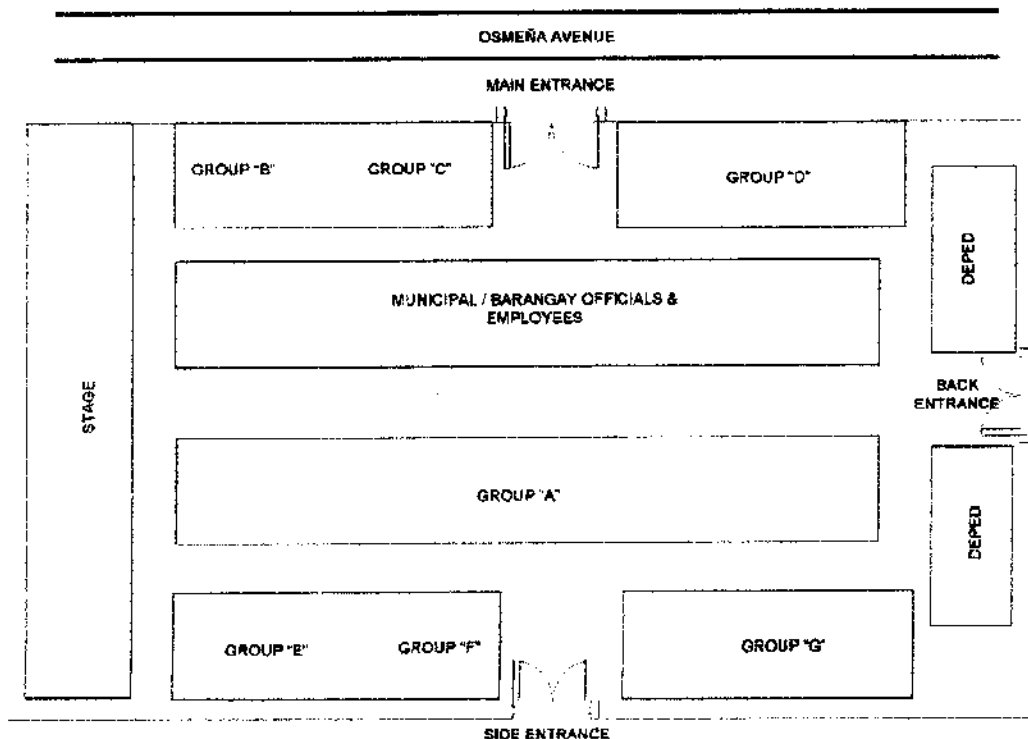 OSMEÑA AVENUE
MAIN ENTRANCE
GROUP "B"
GROUP "C"
GROUP "D"
DEPED
MUNICIPAL / BARANGAY OFFICIALS &
EMPLOYEES
STAGE
BACK
ENTRANCE
GROUP "A"
DEPED
GROUP "E"
GROUP "F"
GROUP "G"
SIDE ENTRANCE